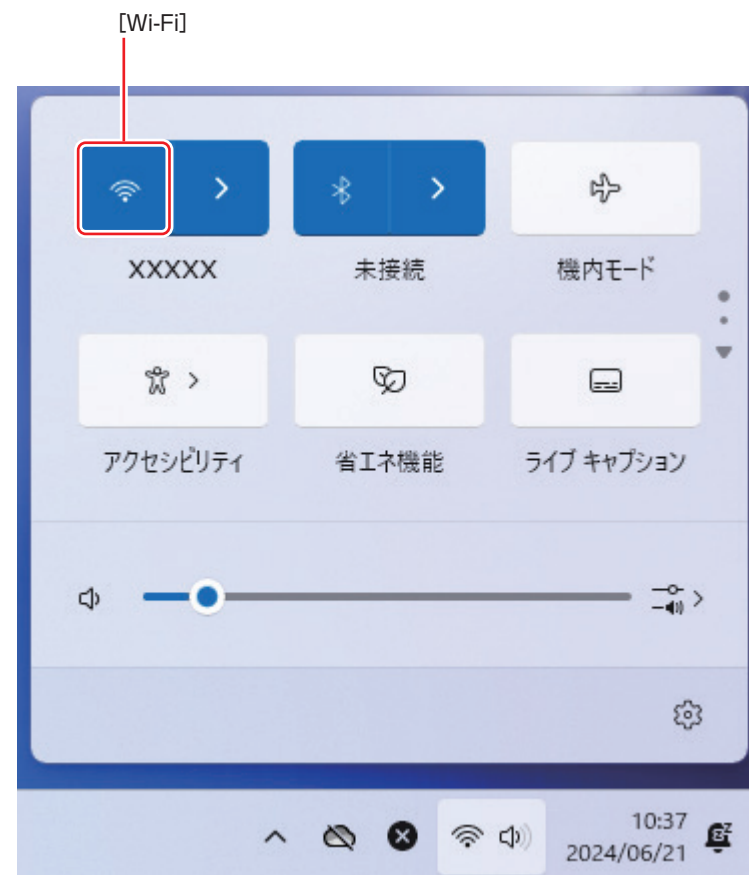 [Wi-Fi]
XXXXX
未接続
機内モード
アクセシビリティ
省エネ機能
ライブ キャプション
10:37
2024/06/21